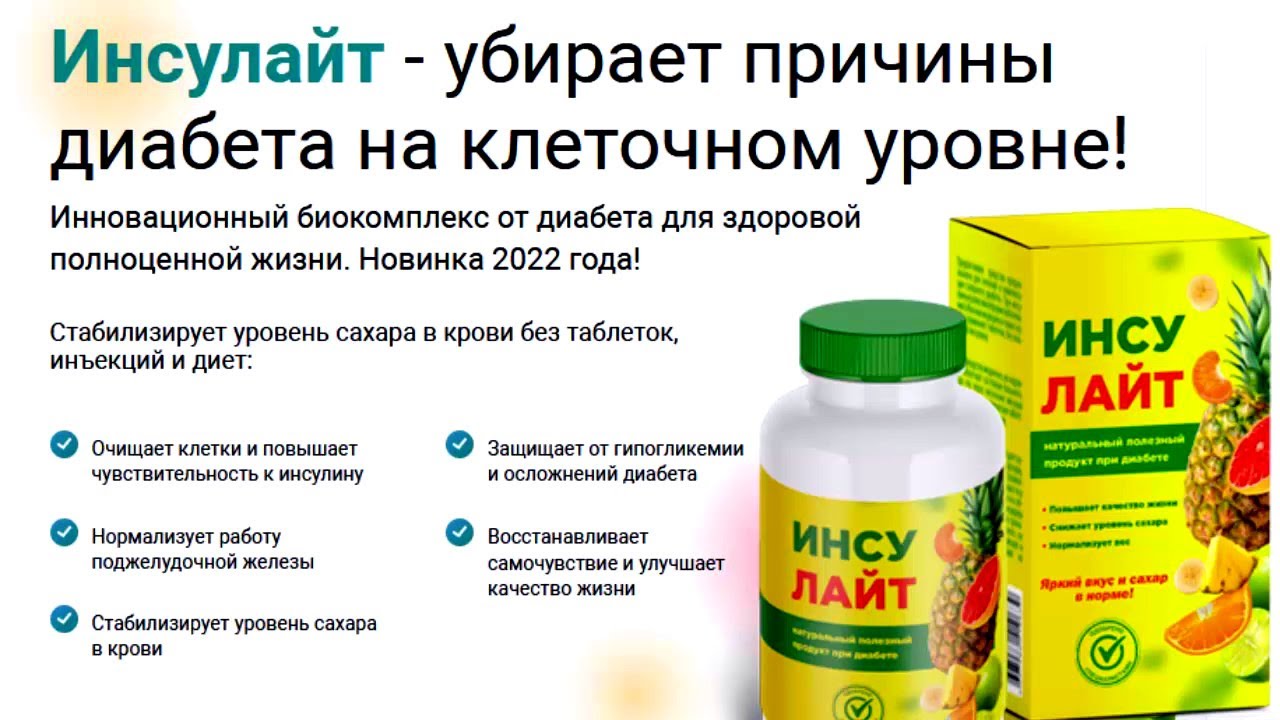 Инсулайт - убирает причины
диабета на клеточном уровне!
Инновационный биокомплекс от диабета для здоровой
полноценной жизни. Новинка 2022 года!
Стабилизирует уровень сахара в крови без таблеток,
инъекций и диет:
Очищает клетки и повышает
чувствительность к инсулину
Нормализует работу
поджелудочной железы
Стабилизирует уровень сахара
в крови
Защищает от гипогликемии
и осложнений диабета
Восстанавливает
самочувствие и улучшает
качество жизни
ИНСУ
ЛАЙТ
натуральный полезный
продукт при диабете
ИНСУ
ЛАЙТ
натуральный полезный
продукт при диабете
• Повышает качество жизни
• Снижает уровень сахара
• Нормализует вес
Яркий вкус и сахар
в норме!